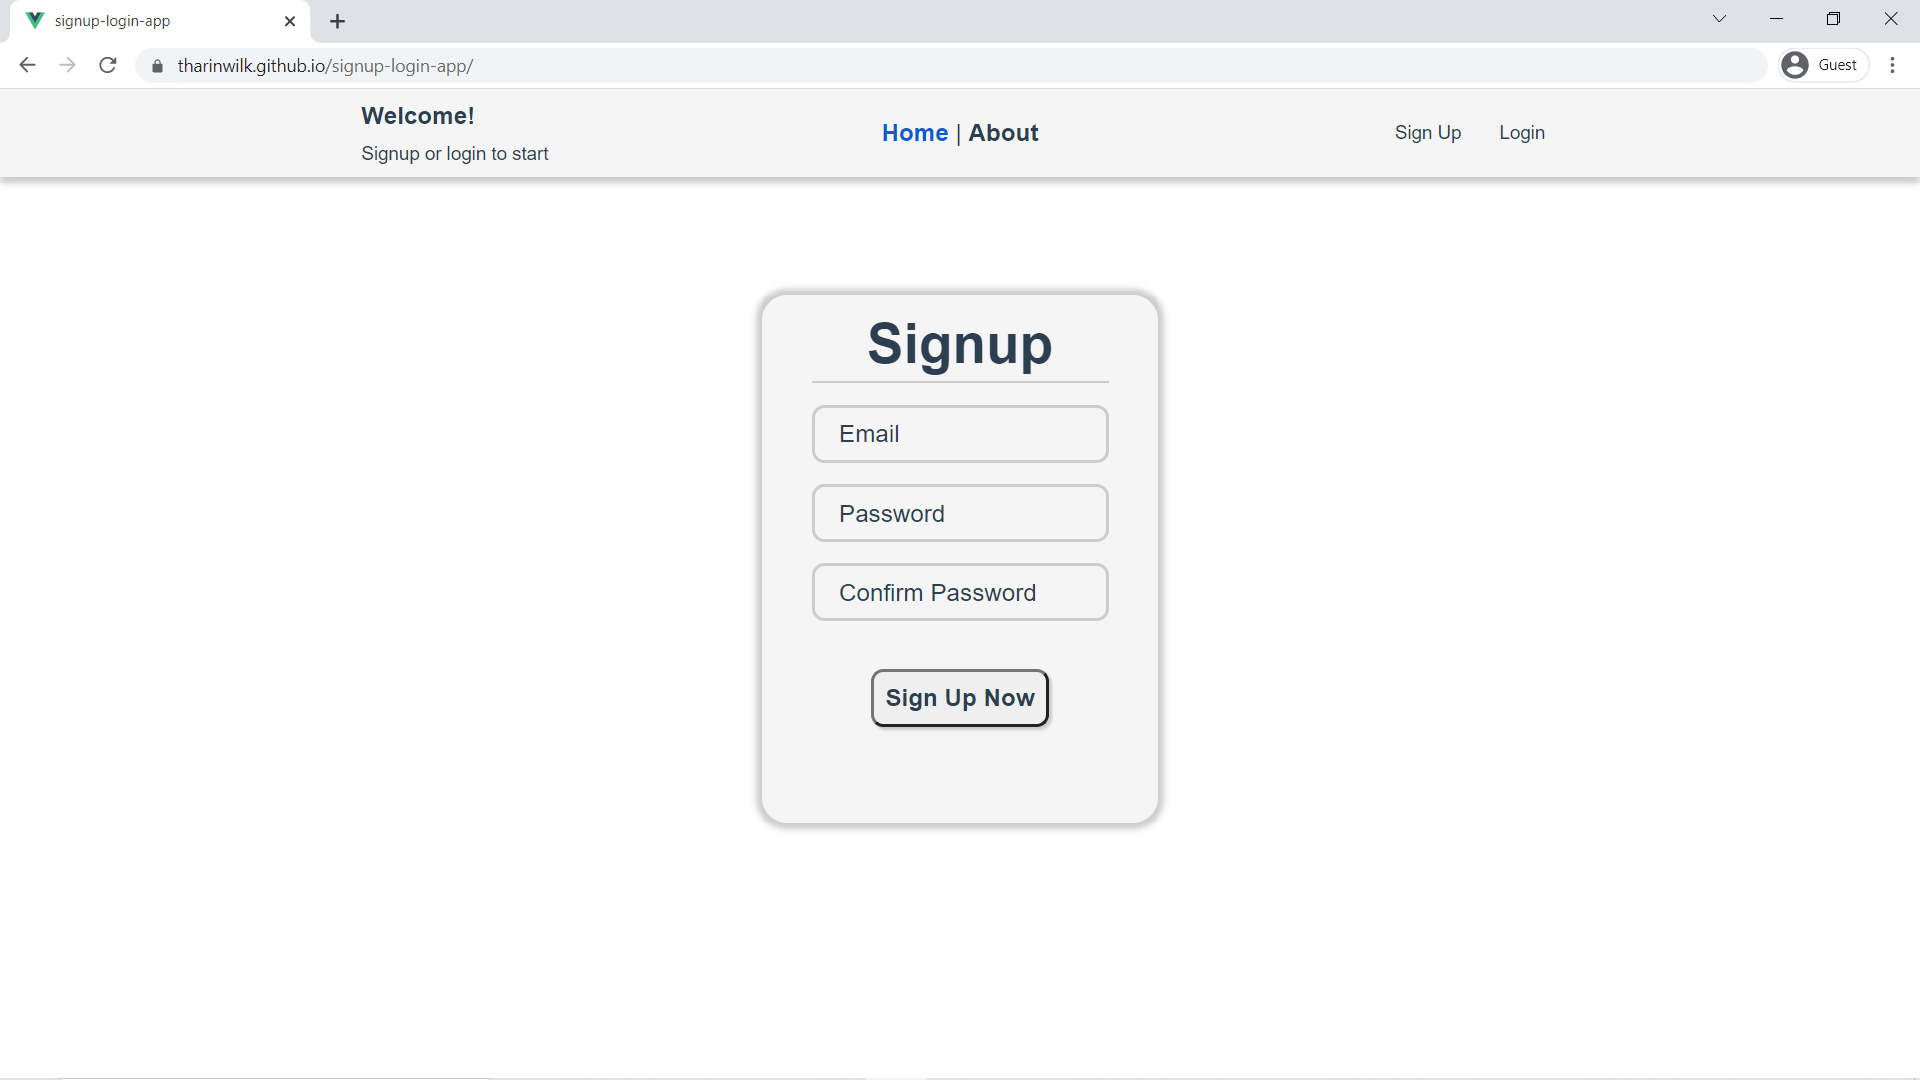 signup-login-app
tharinwilk.github.io/signup-login-app/
Guest
Welcome!
Signup or login to start
Home | About
Sign Up
Login
Signup
Email
Password
Confirm Password
Sign Up Now